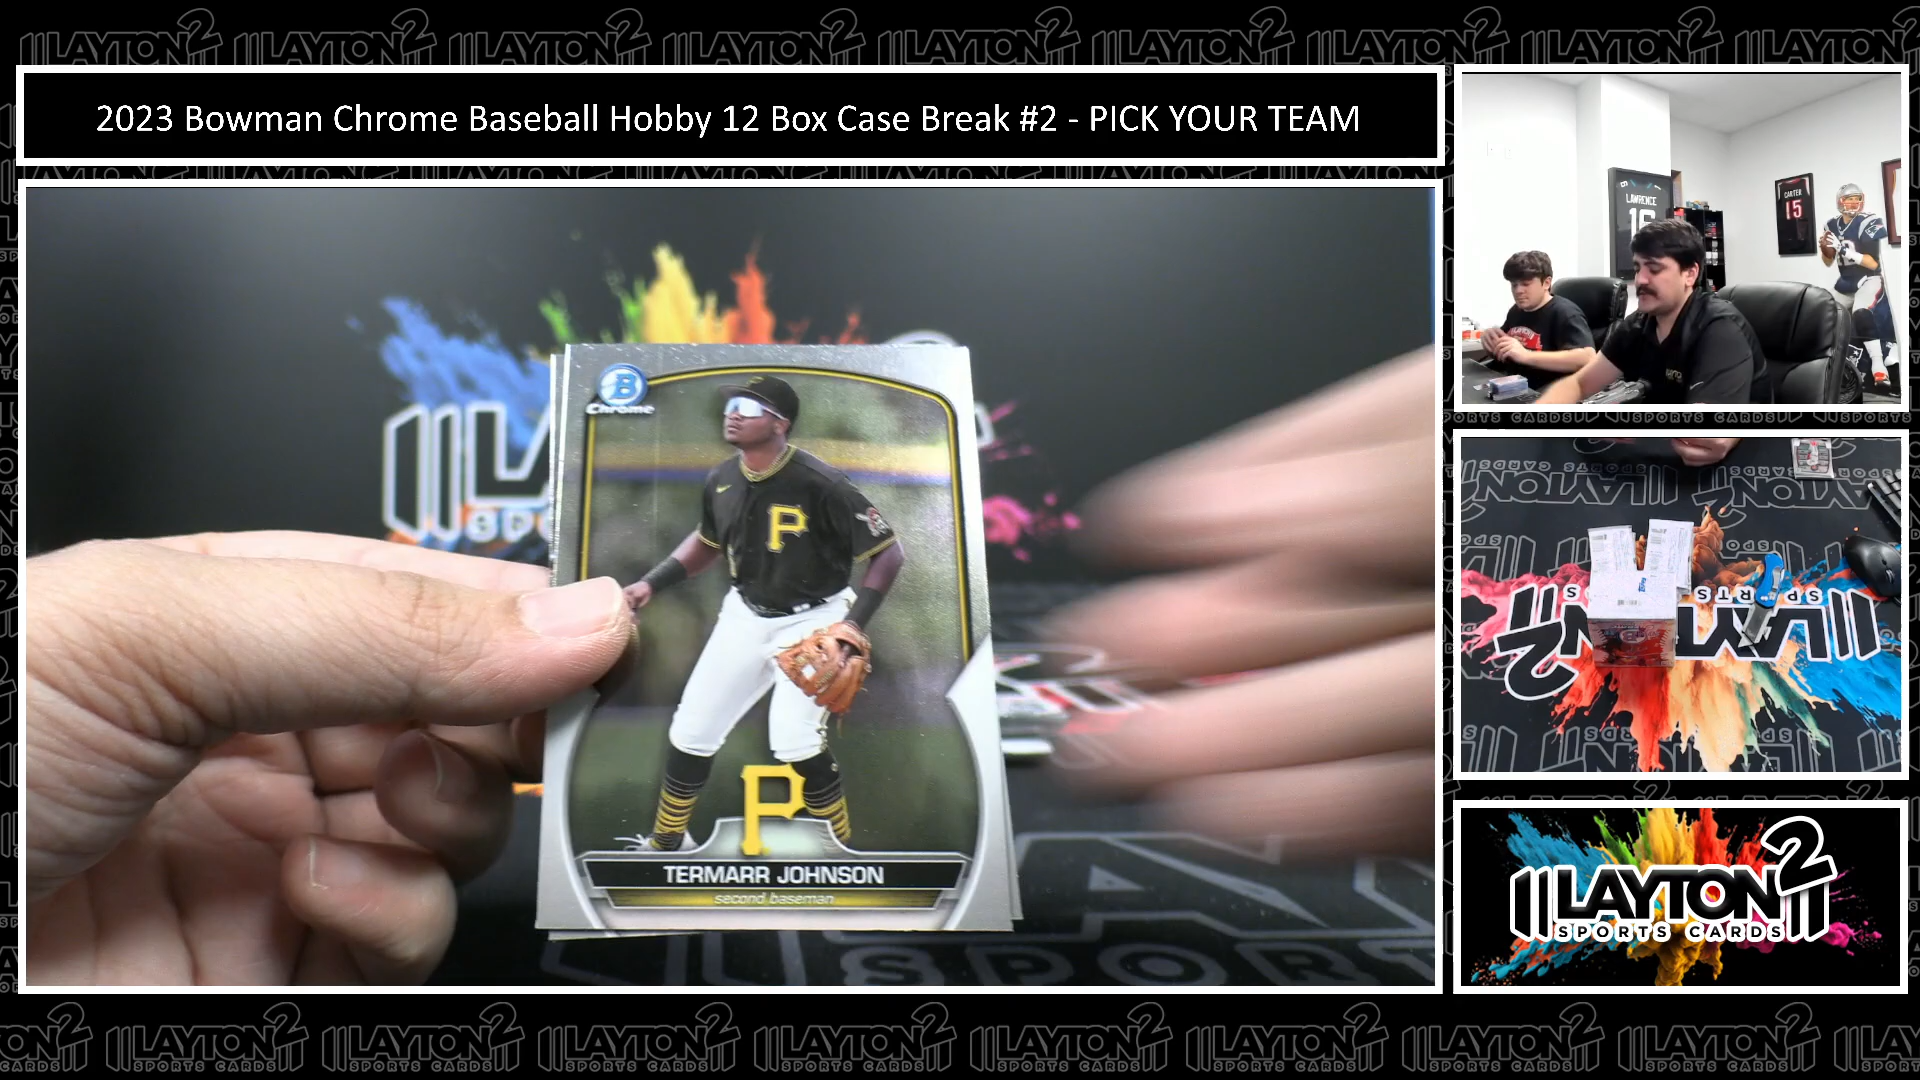 2023 Bowman Chrome Baseball Hobby 12 Box Case Break #2 - PICK YOUR TEAM
B
Chrome
P
P
TERMARR JOHNSON
second baseman
LAWRENCE
16
CARTER
15
LAYTON 2
SPORTS CARDS